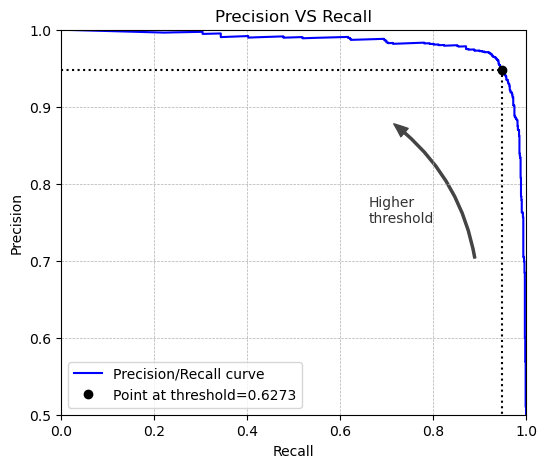 Precision VS Recall
1.0
0.9
0.8
0.7
0.6
0.5
Precision
Higher
threshold
Precision/Recall curve
Point at threshold=0.6273
0.0
0.2
0.4
0.6
0.8
1.0
Recall